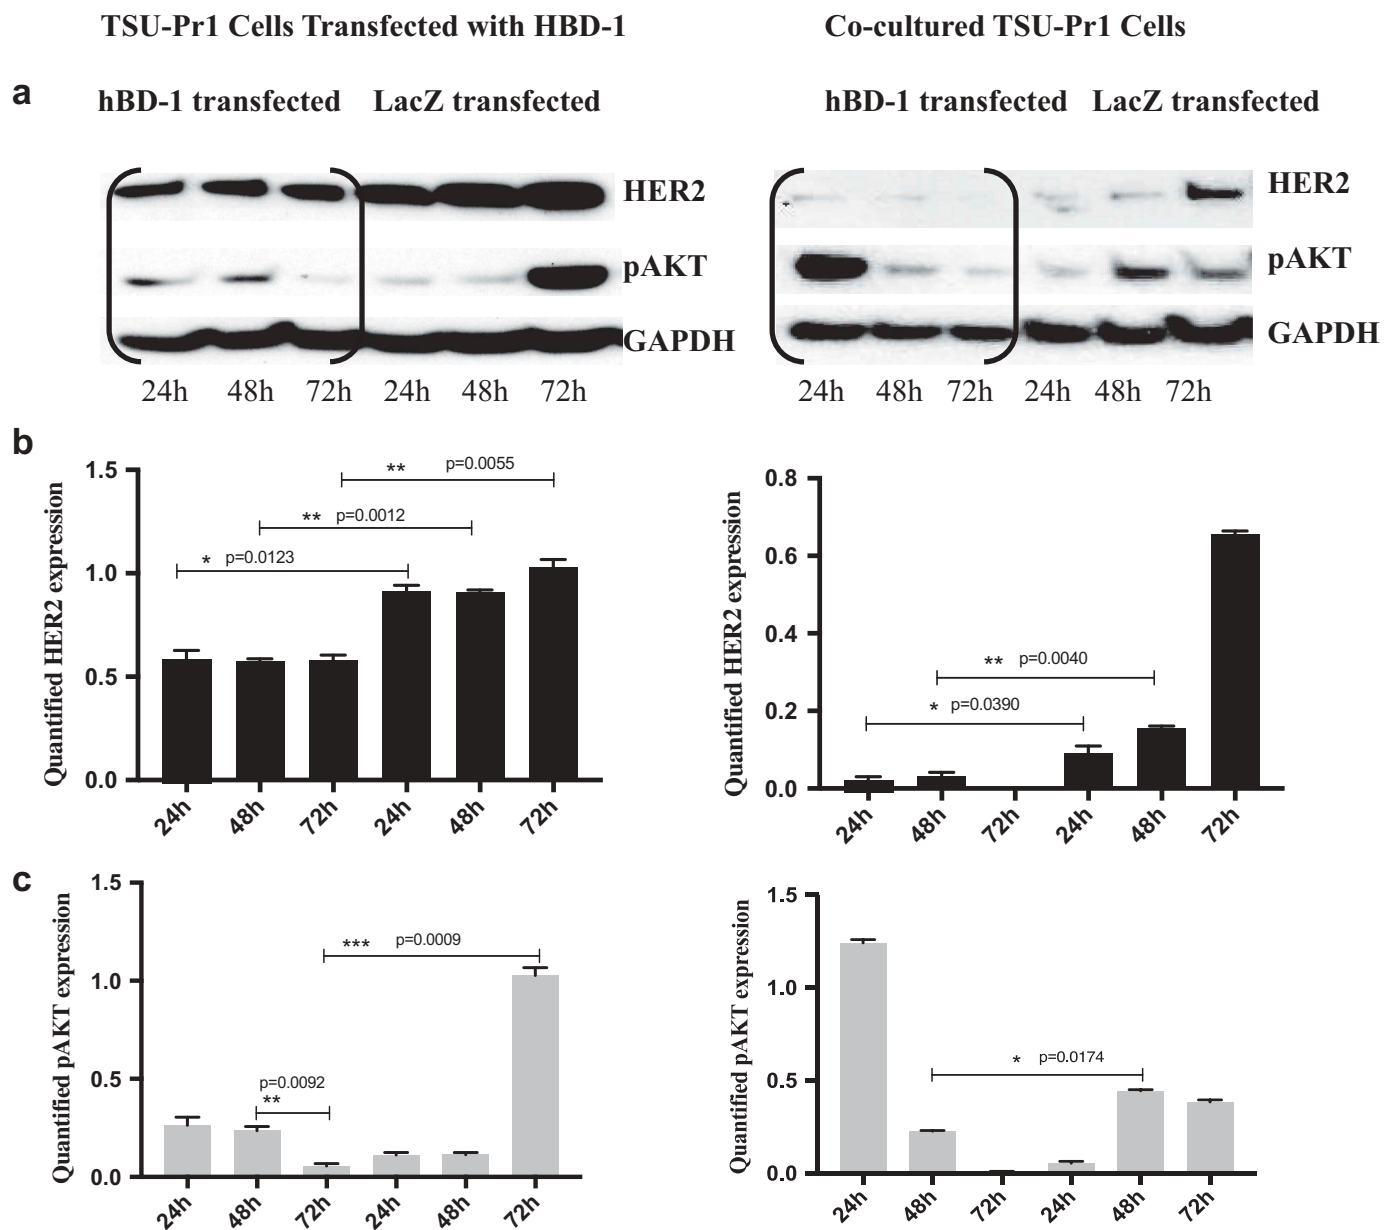 TSU-Pr1 Cells Transfected with HBD-1
Co-cultured TSU-Pr1 Cells
a
hBD-1 transfected LacZ transfected
hBD-1 transfected LacZ transfected
HER2
pAKT
GAPDH
24h 48h 72h 24h 48h 72h
HER2
pAKT
GAPDH
24h 48h 72h 24h 48h 72h
b
Quantified HER2 expression
1.5
1.0
0.5
0.0
** p=0.0055
** p=0.0012
* p=0.0123
24h 48h 72h 24h 48h 72h
Quantified HER2 expression
0.8
0.6
0.4
0.2
0.0
** p=0.0040
* p=0.0390
24h 48h 72h 24h 48h 72h
c
Quantified pAKT expression
1.5
1.0
0.5
0.0
*** p=0.0009
p=0.0092
**
24h 48h 72h 24h 48h 72h
Quantified pAKT expression
1.5
1.0
0.5
0.0
* p=0.0174
24h 48h 72h 24h 48h 72h